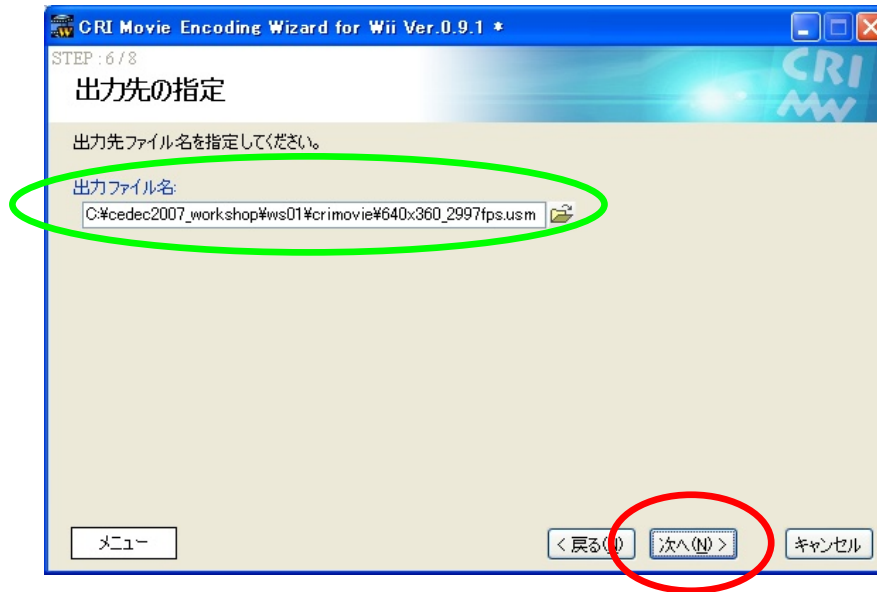 CRI Movie Encoding Wizard for Wii Ver.0.9.1 *
STEP : 6 / 8
出力先の指定
CRI
MW
出力先ファイル名を指定してください。
出力ファイル名:
C:¥cedec2007_workshop¥ws01¥crimovie¥640x360_2997fps.usm
メニュー
< 戻る
次へ(N) >
キャンセル